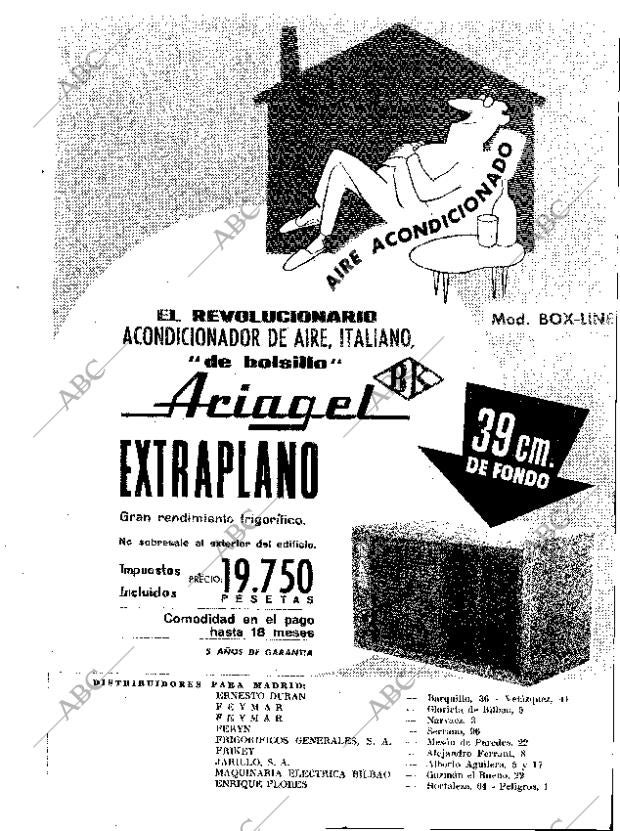 AIRE ACONDICIONADO
Mod. BOX-LINE
EL REVOLUCIONARIO
ACONDICIONADOR DE AIRE, ITALIANO,
"de bolsillo"
Ariagel BK
EXTRAPLANO
39 cm.
DE FONDO
Gran rendimiento frigorífico.
No sobresale al exterior del edificio.
Impuestos
Incluidos
PRECIO: 19.750
PESETAS
Comodidad en el pago
hasta 18 meses
5 AÑOS DE GARANTIA
DISTRIBUIDORES PARA MADRID:
ERNESTO DURAN — Barquillo, 36 - Velázquez,
FEYMAR — Glorieta de Bilbao, 5
FEYMAR — Narvaez, 3
FERYN — Serrano, 96
FRIGORIFICOS GENERALES, S. A. — Mesón de Paredes, 22
FRIKEY — Alejandro Ferrant, 8
JARILLO, S. A. — Alberto Aguilera, 5 y 17
MAQUINARIA ELECTRICA BILBAO — Guzmán el Bueno, 22
ENRIQUE FLORES — Hortaleza, 64 - Peligros, 1
ABC
ABC
ABC
ABC
ABC
ABC
ABC
ABC
ABC